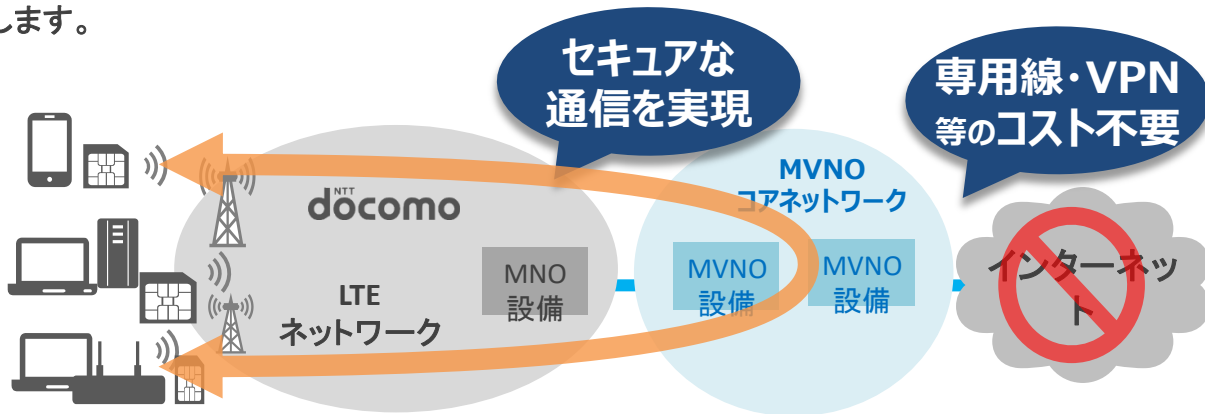 します。
セキュアな
通信を実現
専用線・VPN
等のコスト不要
MVNO
コアネットワーク
NTT
döcomo
MNO
設備
MVNO
設備
MVNO
設備
LTE
ネットワーク
インターネッ
ト